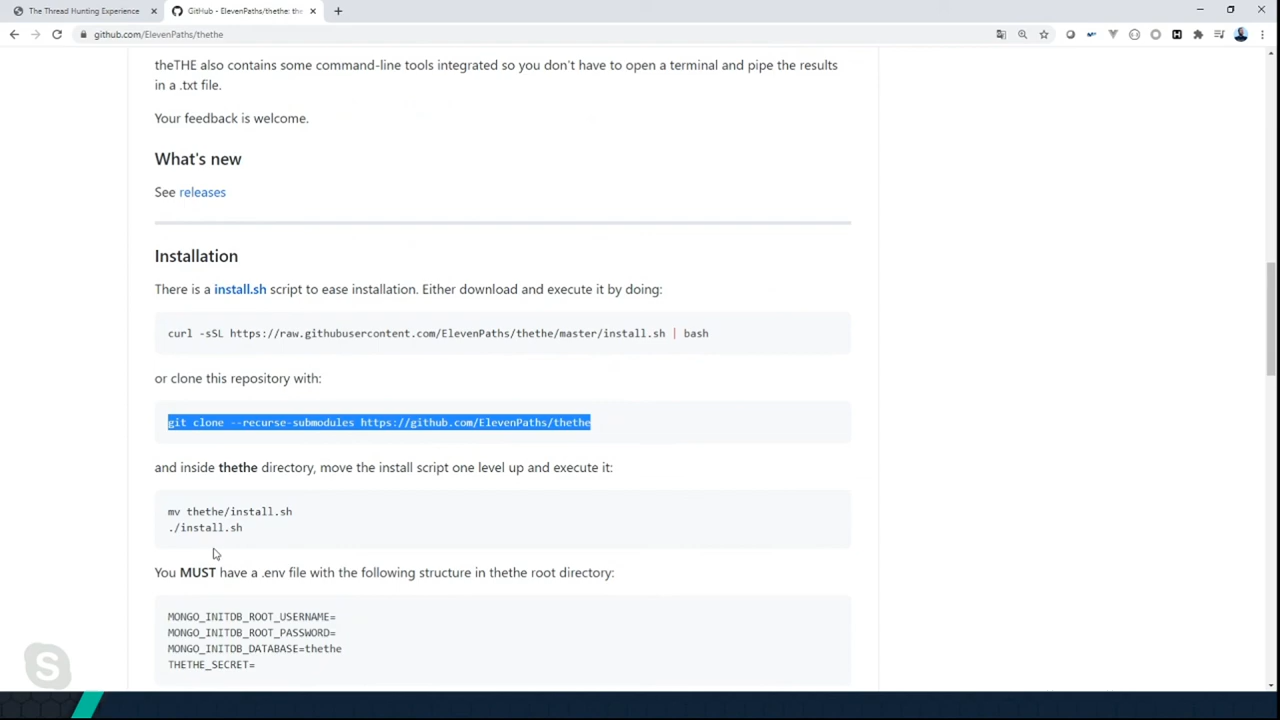 The Thread Hunting Experience
GitHub - ElevenPaths/thethe: the
github.com/ElevenPaths/thethe
theTHE also contains some command-line tools integrated so you don't have to open a terminal and pipe the results
in a .txt file.
Your feedback is welcome.
What's new
See releases
Installation
There is a install.sh script to ease installation. Either download and execute it by doing:
curl -sSL https://raw.githubusercontent.com/ElevenPaths/thethe/master/install.sh | bash
or clone this repository with:
git clone --recurse-submodules https://github.com/ElevenPaths/thethe
and inside thethe directory, move the install script one level up and execute it:
mv thethe/install.sh
./install.sh
You MUST have a .env file with the following structure in thethe root directory:
MONGO_INITDB_ROOT_USERNAME=
MONGO_INITDB_ROOT_PASSWORD=
MONGO_INITDB_DATABASE=thethe
THETHE_SECRET=
S